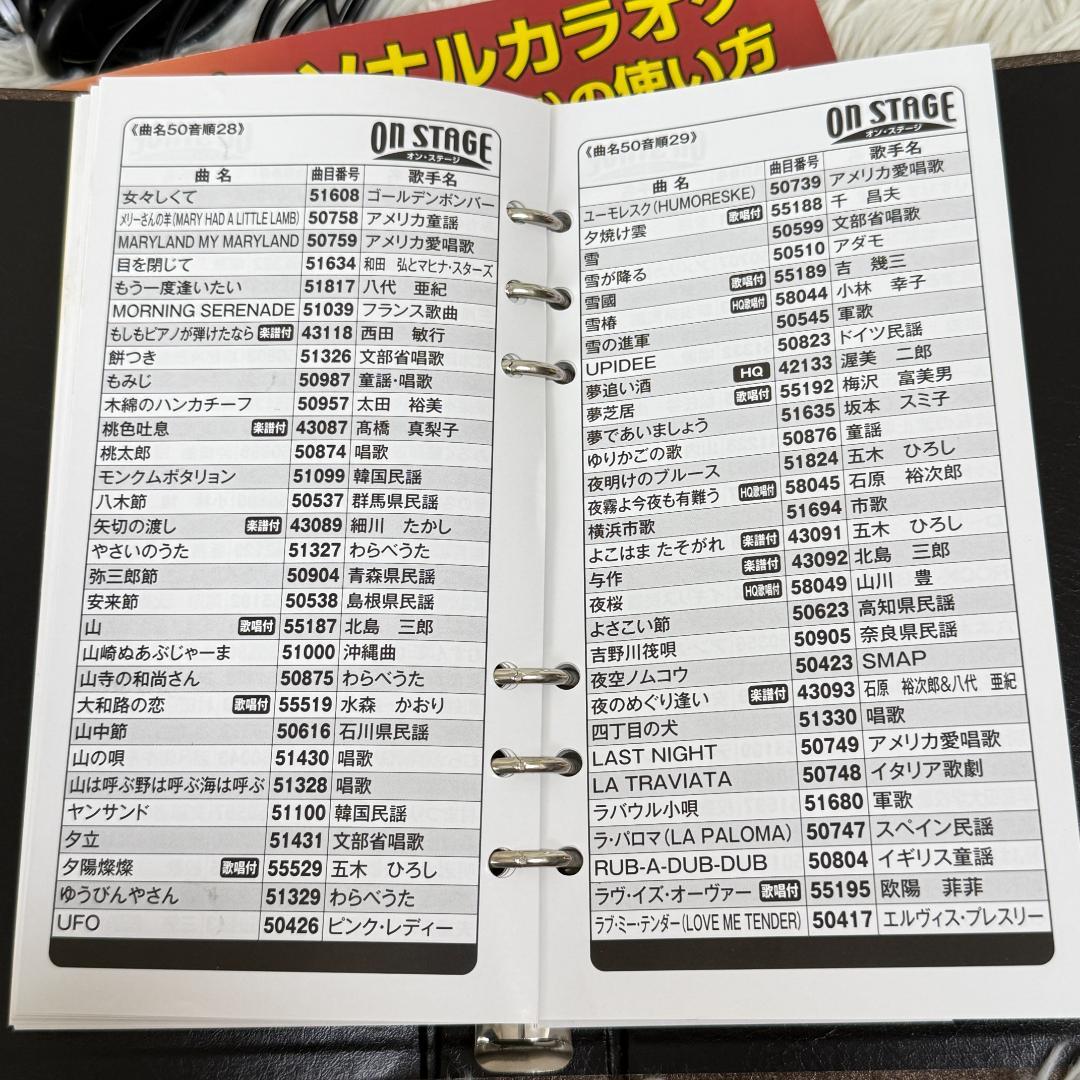 ーソナルカラオケ
の使い方
《曲名50音順28》
ON STAGE
オン・ステージ
曲 名 曲目番号 歌手名
女々しくて 51608 ゴールデンボンバー
メリーさんの羊(MARY HAD A LITTLE LAMB) 50758 アメリカ童謡
MARYLAND MY MARYLAND 50759 アメリカ愛唱歌
目を閉じて 51634 和田 弘とマヒナ・スターズ
もう一度逢いたい 51817 八代 亜紀
MORNING SERENADE 51039 フランス歌曲
もしもピアノが弾けたなら 楽譜付 43118 西田 敏行
餅つき 51326 文部省唱歌
もみじ 50987 童謡・唱歌
木綿のハンカチーフ 50957 太田 裕美
桃色吐息 楽譜付 43087 髙橋 真梨子
桃太郎 50874 唱歌
モンクムポタリョン 51099 韓国民謡
八木節 50537 群馬県民謡
矢切の渡し 楽譜付 43089 細川 たかし
やさいのうた 51327 わらべうた
弥三郎節 50904 青森県民謡
安来節 50538 島根県民謡
山 歌唱付 55187 北島 三郎
山崎ぬあぶじゃーま 51000 沖縄曲
山寺の和尚さん 50875 わらべうた
大和路の恋 歌唱付 55519 水森 かおり
山中節 50616 石川県民謡
山の唄 51430 唱歌
山は呼ぶ野は呼ぶ海は呼ぶ 51328 唱歌
ヤンサンド 51100 韓国民謡
夕立 51431 文部省唱歌
夕陽燦燦 歌唱付 55529 五木 ひろし
ゆうびんやさん 51329 わらべうた
UFO 50426 ピンク・レディー
《曲名50音順29》
ON STAGE
オン・ステージ
曲 名 曲目番号 歌手名
ユーモレスク(HUMORESKE) 50739 アメリカ愛唱歌
夕焼け雲 歌唱付 55188 千 昌夫
雪 50599 文部省唱歌
雪が降る 50510 アダモ
雪國 歌唱付 55189 吉 幾三
雪椿 HQ歌唱付 58044 小林 幸子
雪の進軍 50545 軍歌
UPIDEE 50823 ドイツ民謡
夢追い酒 HQ 42133 渥美 二郎
夢芝居 歌唱付 55192 梅沢 富美男
夢であいましょう 51635 坂本 スミ子
ゆりかごの歌 50876 童謡
夜明けのブルース 51824 五木 ひろし
夜霧よ今夜も有難う HQ歌唱付 58045 石原 裕次郎
横浜市歌 51694 市歌
よこはま たそがれ 楽譜付 43091 五木 ひろし
与作 楽譜付 43092 北島 三郎
夜桜 HQ歌唱付 58049 山川 豊
よさこい節 50623 高知県民謡
吉野川筏唄 50905 奈良県民謡
夜空ノムコウ 50423 SMAP
夜のめぐり逢い 楽譜付 43093 石原 裕次郎&八代 亜紀
四丁目の犬 51330 唱歌
LAST NIGHT 50749 アメリカ愛唱歌
LA TRAVIATA 50748 イタリア歌劇
ラバウル小唄 51680 軍歌
ラ・パロマ(LA PALOMA) 50747 スペイン民謡
RUB-A-DUB-DUB 50804 イギリス童謡
ラヴ・イズ・オーヴァー 歌唱付 55195 欧陽 菲菲
ラブ・ミー・テンダー(LOVE ME TENDER) 50417 エルヴィス・プレスリー